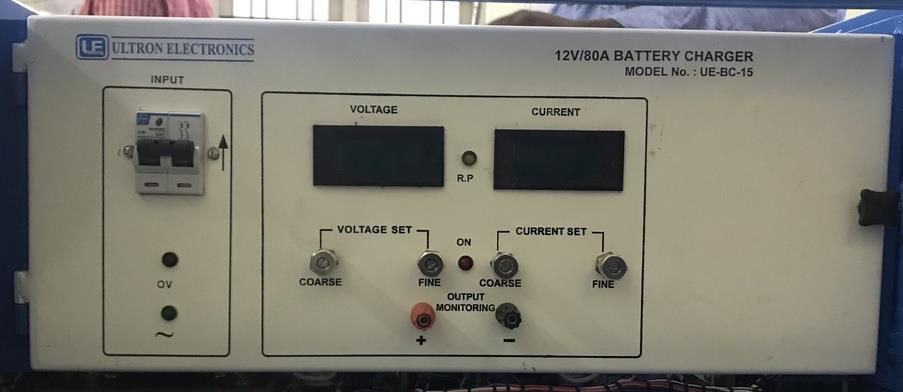 UE ULTRON ELECTRONICS
12V/80A BATTERY CHARGER
MODEL No. : UE-BC-15
INPUT
VOLTAGE
CURRENT
R.P
VOLTAGE SET
ON
CURRENT SET
COARSE
FINE
COARSE
FINE
OUTPUT
MONITORING
OV
~
+
−